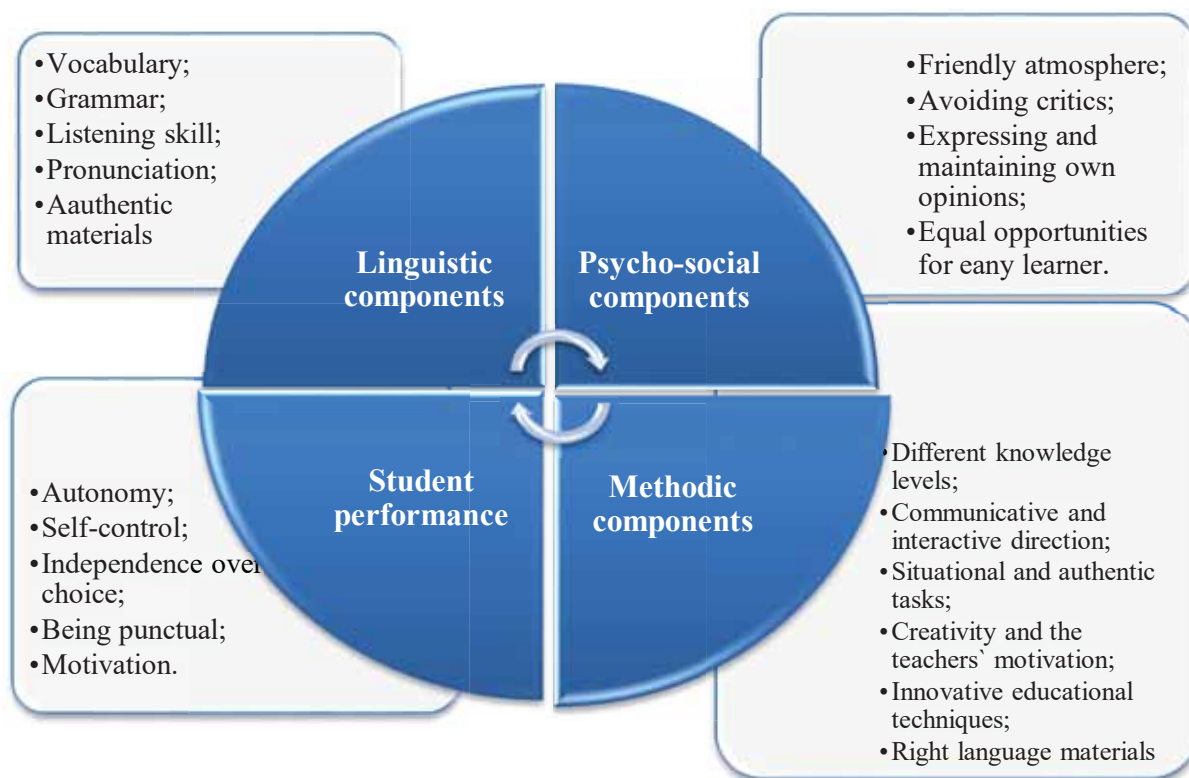 •Vocabulary;
•Grammar;
•Listening skill;
•Pronunciation;
•Aauthentic
materials
•Friendly atmosphere;
•Avoiding critics;
•Expressing and
maintaining own
opinions;
•Equal opportunities
for eany learner.
Linguistic
components
Psycho-social
components
Student
performance
Methodic
components
•Autonomy;
•Self-control;
•Independence over
choice;
•Being punctual;
•Motivation.
•Different knowledge
levels;
•Communicative and
interactive direction;
•Situational and authentic
tasks;
•Creativity and the
teachers` motivation;
•Innovative educational
techniques;
•Right language materials